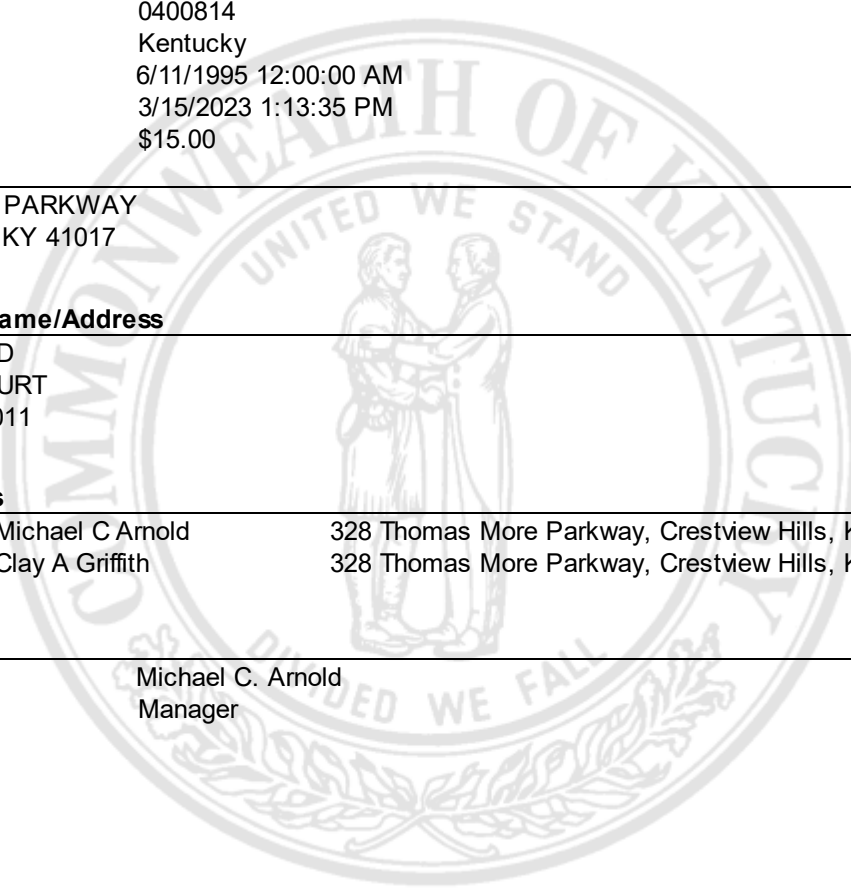 0400814
Kentucky
6/11/1995 12:00:00 AM
3/15/2023 1:13:35 PM
$15.00
PARKWAY
KY 41017
ame/Address
D
URT
011
s
Michael C Arnold 328 Thomas More Parkway, Crestview Hills, K
Clay A Griffith 328 Thomas More Parkway, Crestview Hills, K
Michael C. Arnold
Manager
COMMONWEALTH OF KENTUCKY
UNITED WE STAND
DIVIDED WE FALL